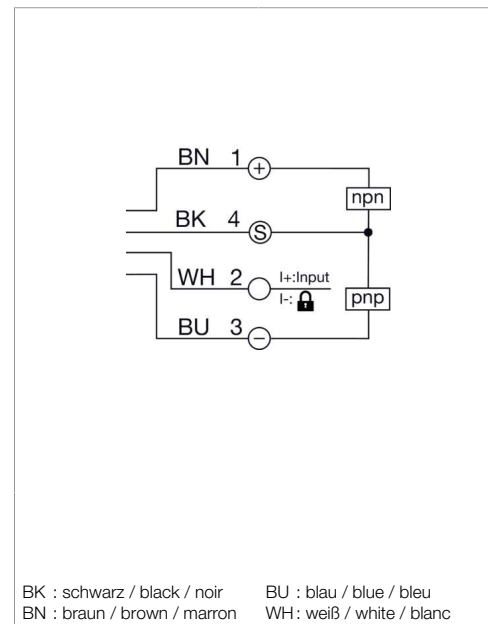 BN 1 +
npn
BK 4 S
WH 2 I+:Input
I-:
pnp
BU 3 −
BK : schwarz / black / noir BU : blau / blue / bleu
BN : braun / brown / marron WH : weiß / white / blanc